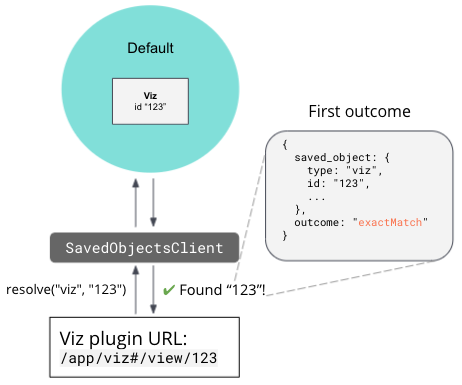 Default
Viz
id “123”
First outcome
{
saved_object: {
type: "viz",
id: "123",
...
},
outcome: "exactMatch"
}
SavedObjectsClient
resolve("viz", "123")
✔ Found “123”!
Viz plugin URL:
/app/viz#/view/123